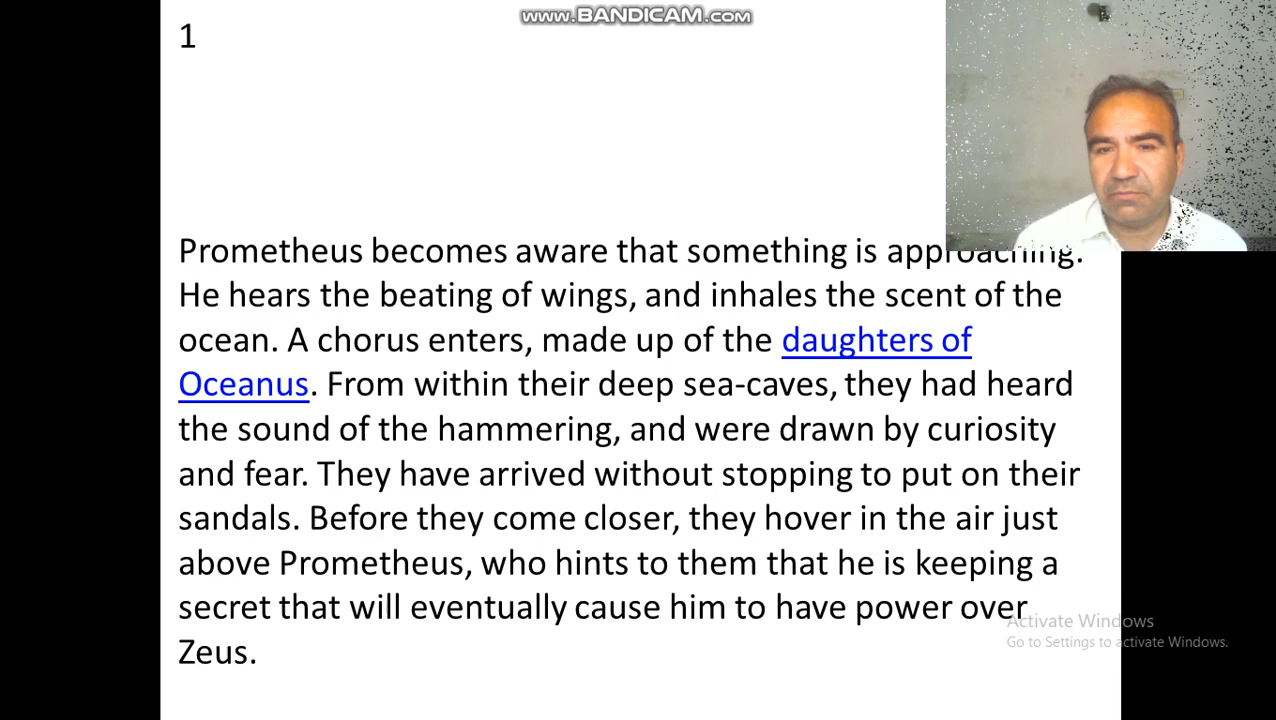 www.BANDICAM.com
1
Prometheus becomes aware that something is approaching.
He hears the beating of wings, and inhales the scent of the
ocean. A chorus enters, made up of the daughters of
Oceanus. From within their deep sea-caves, they had heard
the sound of the hammering, and were drawn by curiosity
and fear. They have arrived without stopping to put on their
sandals. Before they come closer, they hover in the air just
above Prometheus, who hints to them that he is keeping a
secret that will eventually cause him to have power over
Zeus.
Activate Windows
Go to Settings to activate Windows.